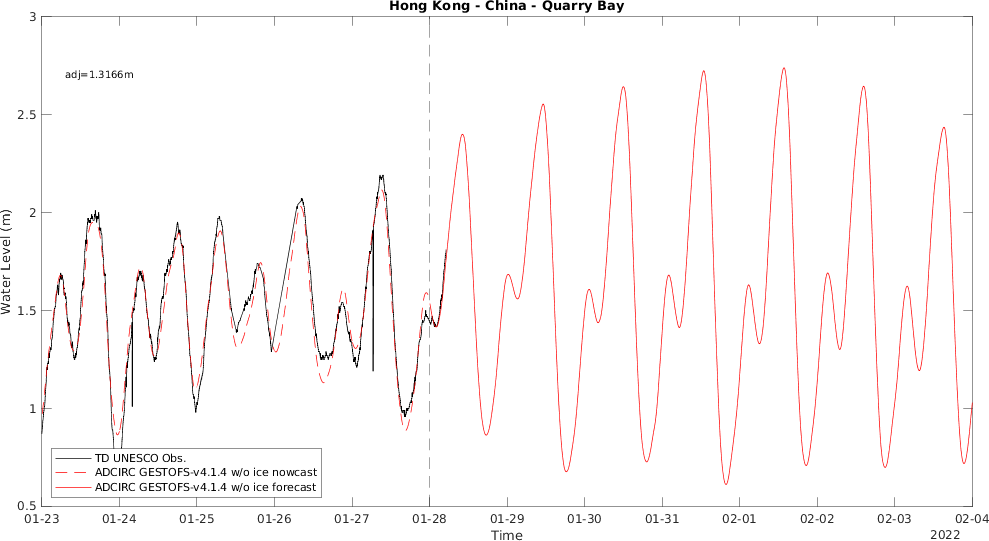 Hong Kong - China - Quarry Bay
3
adj=1.3166m
2.5
2
1.5
1
0.5
Water Level (m)
TD UNESCO Obs.
ADCIRC GESTOFS-v4.1.4 w/o ice nowcast
ADCIRC GESTOFS-v4.1.4 w/o ice forecast
01-23 01-24 01-25 01-26 01-27 01-28 01-29 01-30 01-31 02-01 02-02 02-03 02-04
Time
2022